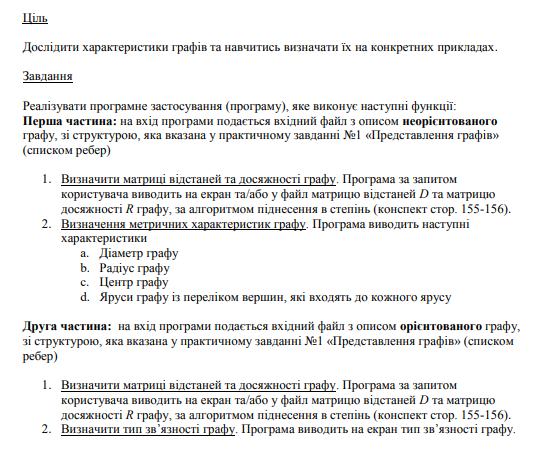 Ціль
Дослідити характеристики графів та навчитись визначати їх на конкретних прикладах.
Завдання
Реалізувати програмне застосування (програму), яке виконує наступні функції:
Перша частина: на вхід програми подається вхідний файл з описом неорієнтованого
графу, зі структурою, яка вказана у практичному завданні №1 «Представлення графів»
(списком ребер)
1. Визначити матриці відстаней та досяжності графу. Програма за запитом
користувача виводить на екран та/або у файл матрицю відстаней D та матрицю
досяжності R графу, за алгоритмом піднесення в степінь (конспект стор. 155-156).
2. Визначення метричних характеристик графу. Програма виводить наступні
характеристики
a. Діаметр графу
b. Радіус графу
c. Центр графу
d. Яруси графу із переліком вершин, які входять до кожного ярусу
Друга частина: на вхід програми подається вхідний файл з описом орієнтованого графу,
зі структурою, яка вказана у практичному завданні №1 «Представлення графів» (списком
ребер)
1. Визначити матриці відстаней та досяжності графу. Програма за запитом
користувача виводить на екран та/або у файл матрицю відстаней D та матрицю
досяжності R графу, за алгоритмом піднесення в степінь (конспект стор. 155-156).
2. Визначити тип зв’язності графу. Програма виводить на екран тип зв’язності графу.